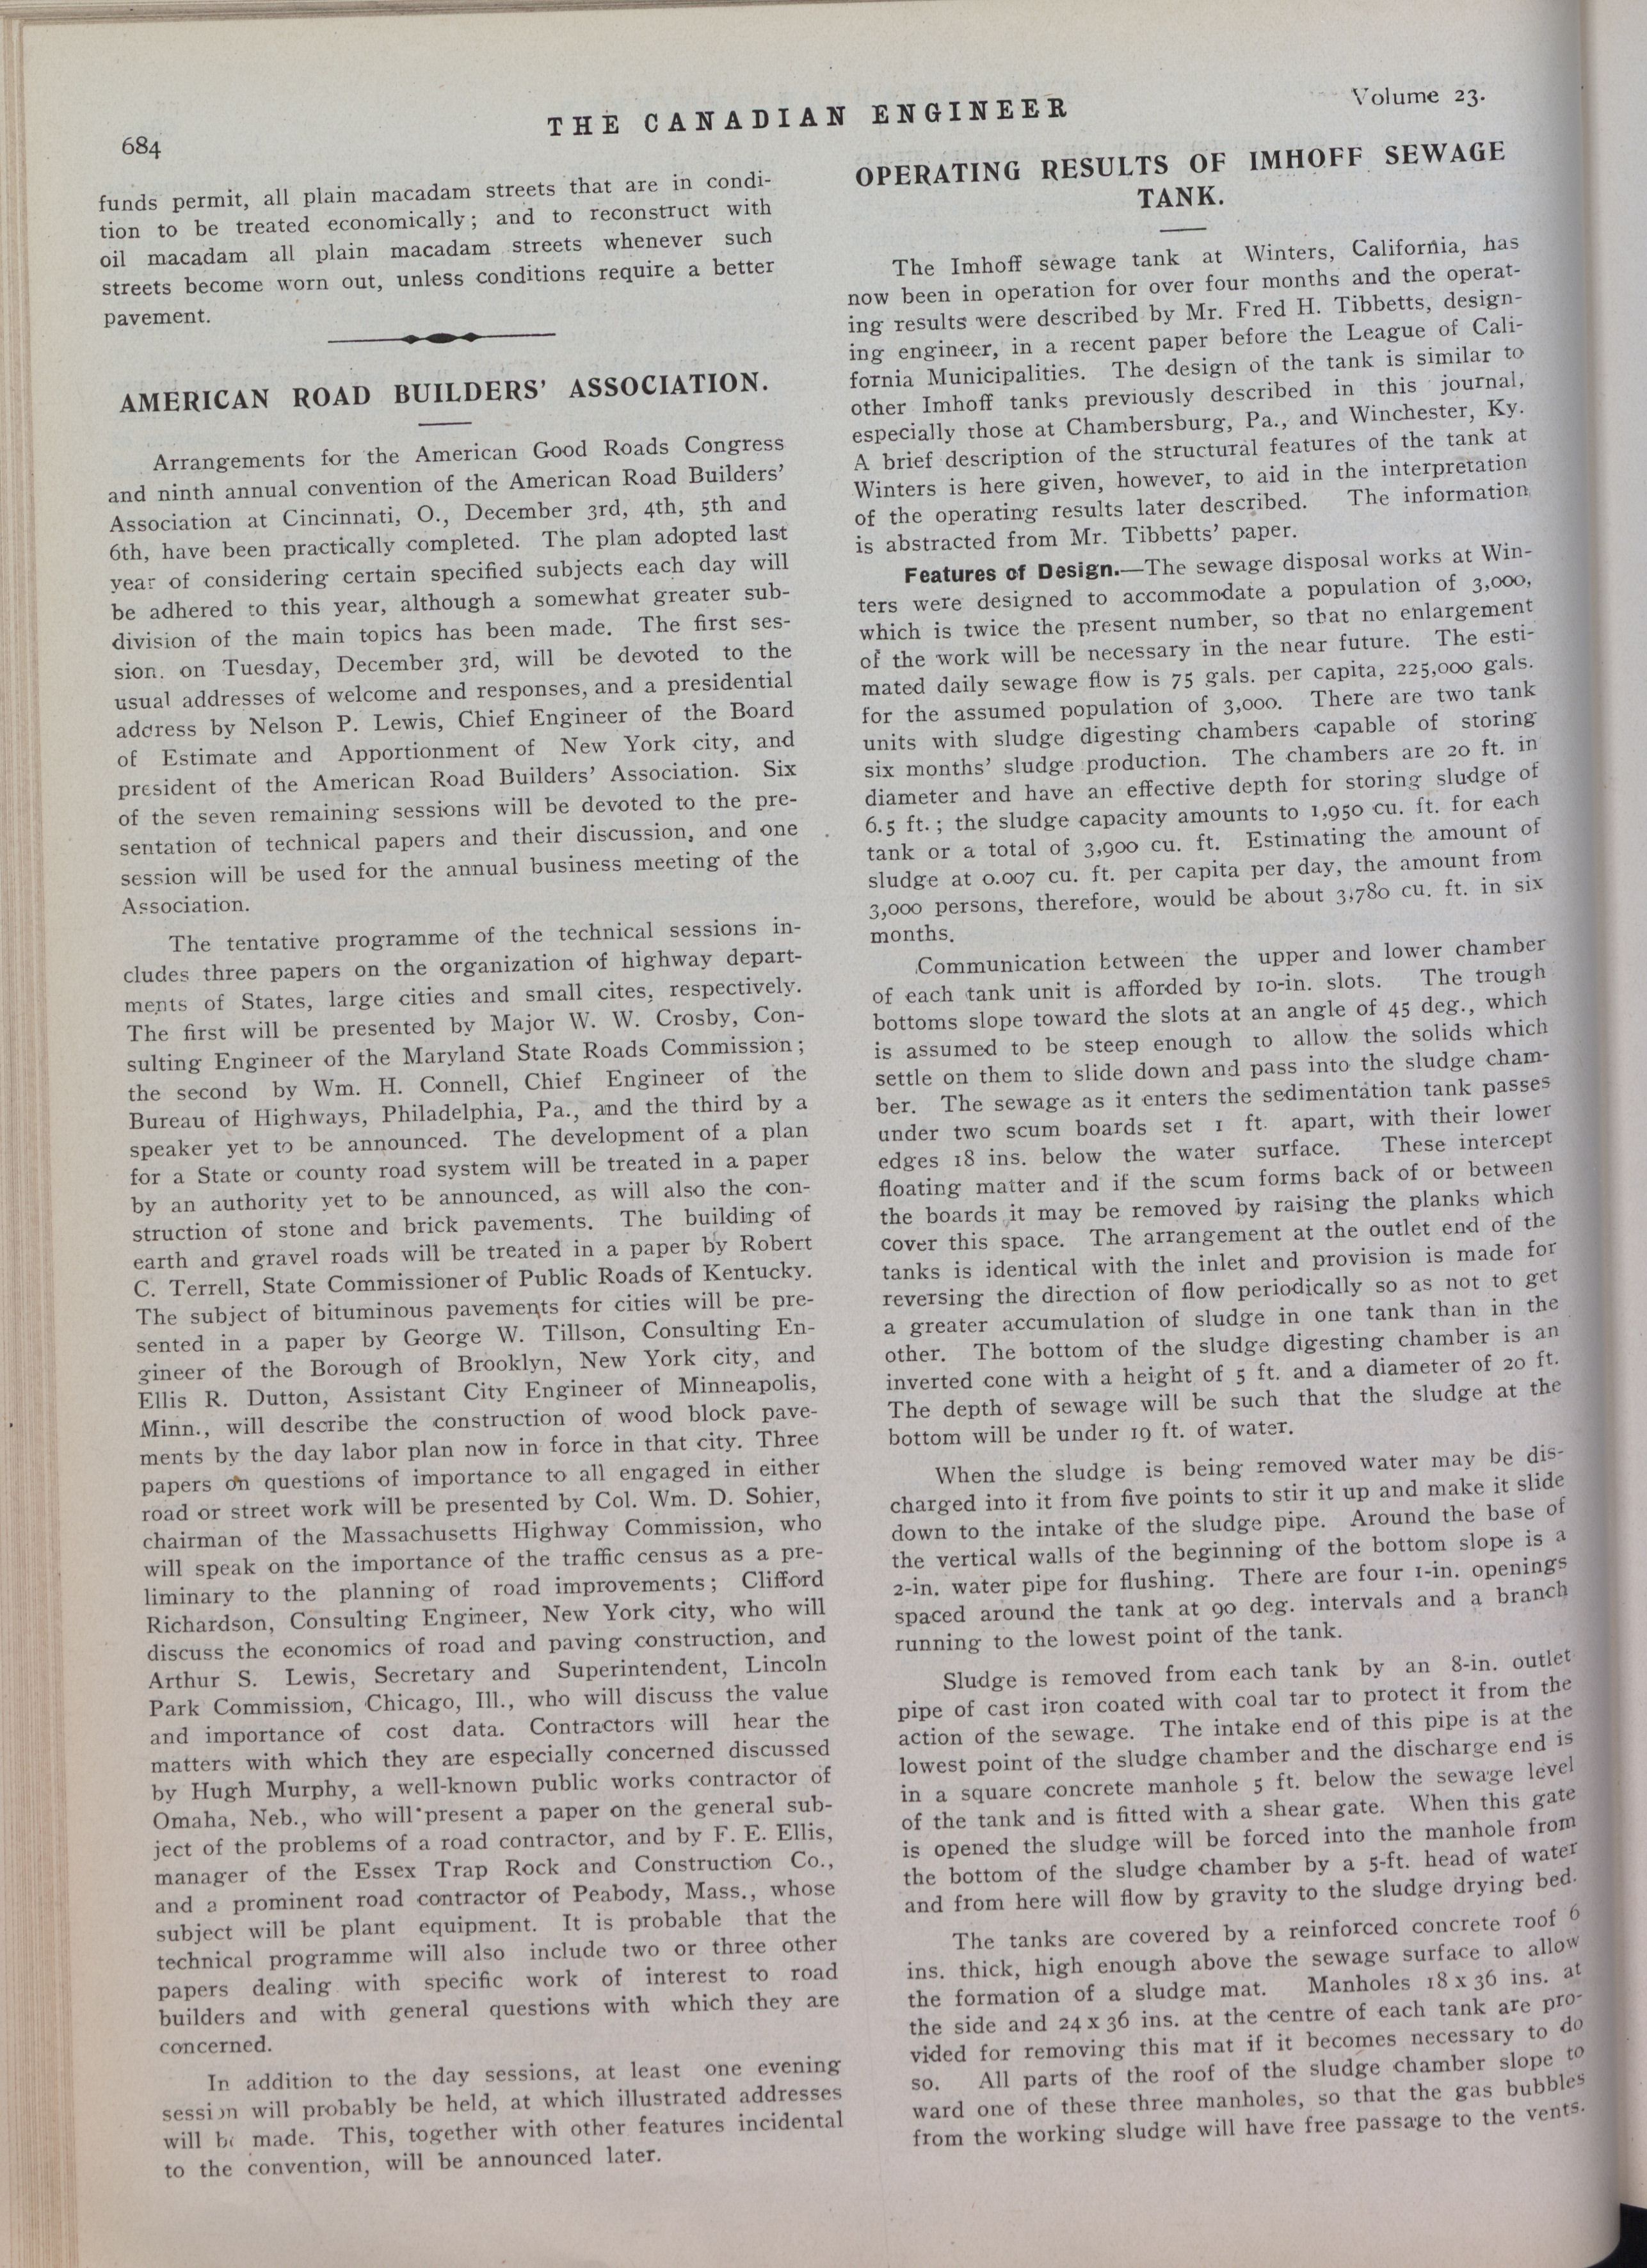 684
THE CANADIAN ENGINEER
Volume 23.
funds permit, all plain macadam streets that are in condi-
tion to be treated economically; and to reconstruct with
oil macadam all plain macadam streets whenever such
streets become worn out, unless conditions require a better
pavement.
AMERICAN ROAD BUILDERS' ASSOCIATION.
Arrangements for the American Good Roads Congress
and ninth annual convention of the American Road Builders'
Association at Cincinnati, O., December 3rd, 4th, 5th and
6th, have been practically completed. The plan adopted last
year of considering certain specified subjects each day will
be adhered to this year, although a somewhat greater sub-
division of the main topics has been made. The first ses-
sion. on Tuesday, December 3rd, will be devoted to the
usual addresses of welcome and responses, and a presidential
address by Nelson P. Lewis, Chief Engineer of the Board
of Estimate and Apportionment of New York city, and
president of the American Road Builders' Association. Six
of the seven remaining sessions will be devoted to the pre-
sentation of technical papers and their discussion, and one
session will be used for the annual business meeting of the
Association.
The tentative programme of the technical sessions in-
cludes three papers on the organization of highway depart-
ments of States, large cities and small cites, respectively.
The first will be presented by Major W. W. Crosby, Con-
sulting Engineer of the Maryland State Roads Commission;
the second by Wm. H. Connell, Chief Engineer of the
Bureau of Highways, Philadelphia, Pa., and the third by a
speaker yet to be announced. The development of a plan
for a State or county road system will be treated in a paper
by an authority yet to be announced, as will also the con-
struction of stone and brick pavements. The building of
earth and gravel roads will be treated in a paper by Robert
C. Terrell, State Commissioner of Public Roads of Kentucky.
The subject of bituminous pavements for cities will be pre-
sented in a paper by George W. Tillson, Consulting En-
gineer of the Borough of Brooklyn, New York city, and
Ellis R. Dutton, Assistant City Engineer of Minneapolis,
Minn., will describe the construction of wood block pave-
ments by the day labor plan now in force in that city. Three
papers on questions of importance to all engaged in either
road or street work will be presented by Col. Wm. D. Sohier,
chairman of the Massachusetts Highway Commission, who
will speak on the importance of the traffic census as a pre-
liminary to the planning of road improvements; Clifford
Richardson, Consulting Engineer, New York city, who will
discuss the economics of road and paving construction, and
Arthur S. Lewis, Secretary and Superintendent, Lincoln
Park Commission, Chicago, Ill., who will discuss the value
and importance of cost data. Contractors will hear the
matters with which they are especially concerned discussed
by Hugh Murphy, a well-known public works contractor of
Omaha, Neb., who will present a paper on the general sub-
ject of the problems of a road contractor, and by F. E. Ellis,
manager of the Essex Trap Rock and Construction Co.,
and a prominent road contractor of Peabody, Mass., whose
subject will be plant equipment. It is probable that the
technical programme will also include two or three other
papers dealing with specific work of interest to road
builders and with general questions with which they are
concerned.
In addition to the day sessions, at least one evening
session will probably be held, at which illustrated addresses
will be made. This, together with other features incidental
to the convention, will be announced later.
OPERATING RESULTS OF IMHOFF SEWAGE
TANK.
The Imhoff sewage tank at Winters, California, has
now been in operation for over four months and the operat-
ing results were described by Mr. Fred H. Tibbetts, design-
ing engineer, in a recent paper before the League of Cali-
fornia Municipalities. The design of the tank is similar to
other Imhoff tanks previously described in this journal,
especially those at Chambersburg, Pa., and Winchester, Ky.
A brief description of the structural features of the tank at
Winters is here given, however, to aid in the interpretation
of the operating results later described. The information
is abstracted from Mr. Tibbetts' paper.
Features of Design.—The sewage disposal works at Win-
ters were designed to accommodate a population of 3,000,
which is twice the present number, so that no enlargement
of the work will be necessary in the near future. The esti-
mated daily sewage flow is 75 gals. per capita, 225,000 gals.
for the assumed population of 3,000. There are two tank
units with sludge digesting chambers capable of storing
six months' sludge production. The chambers are 20 ft. in
diameter and have an effective depth for storing sludge of
6.5 ft.; the sludge capacity amounts to 1,950 cu. ft. for each
tank or a total of 3,900 cu. ft. Estimating the amount of
sludge at 0.007 cu. ft. per capita per day, the amount from
3,000 persons, therefore, would be about 3,780 cu. ft. in six
months.
Communication between the upper and lower chamber
of each tank unit is afforded by 10-in. slots. The trough
bottoms slope toward the slots at an angle of 45 deg., which
is assumed to be steep enough to allow the solids which
settle on them to slide down and pass into the sludge cham-
ber. The sewage as it enters the sedimentation tank passes
under two scum boards set 1 ft. apart, with their lower
edges 18 ins. below the water surface. These intercept
floating matter and if the scum forms back of or between
the boards it may be removed by raising the planks which
cover this space. The arrangement at the outlet end of the
tanks is identical with the inlet and provision is made for
reversing the direction of flow periodically so as not to get
a greater accumulation of sludge in one tank than in the
other. The bottom of the sludge digesting chamber is an
inverted cone with a height of 5 ft. and a diameter of 20 ft.
The depth of sewage will be such that the sludge at the
bottom will be under 19 ft. of water.
When the sludge is being removed water may be dis-
charged into it from five points to stir it up and make it slide
down to the intake of the sludge pipe. Around the base of
the vertical walls of the beginning of the bottom slope is a
2-in. water pipe for flushing. There are four 1-in. openings
spaced around the tank at 90 deg. intervals and a branch
running to the lowest point of the tank.
Sludge is removed from each tank by an 8-in. outlet
pipe of cast iron coated with coal tar to protect it from the
action of the sewage. The intake end of this pipe is at the
lowest point of the sludge chamber and the discharge end is
in a square concrete manhole 5 ft. below the sewage level
of the tank and is fitted with a shear gate. When this gate
is opened the sludge will be forced into the manhole from
the bottom of the sludge chamber by a 5-ft. head of water
and from here will flow by gravity to the sludge drying bed.
The tanks are covered by a reinforced concrete roof 6
ins. thick, high enough above the sewage surface to allow
the formation of a sludge mat. Manholes 18 x 36 ins. at
the side and 24 x 36 ins. at the centre of each tank are pro-
vided for removing this mat if it becomes necessary to do
so. All parts of the roof of the sludge chamber slope to
ward one of these three manholes, so that the gas bubbles
from the working sludge will have free passage to the vents.